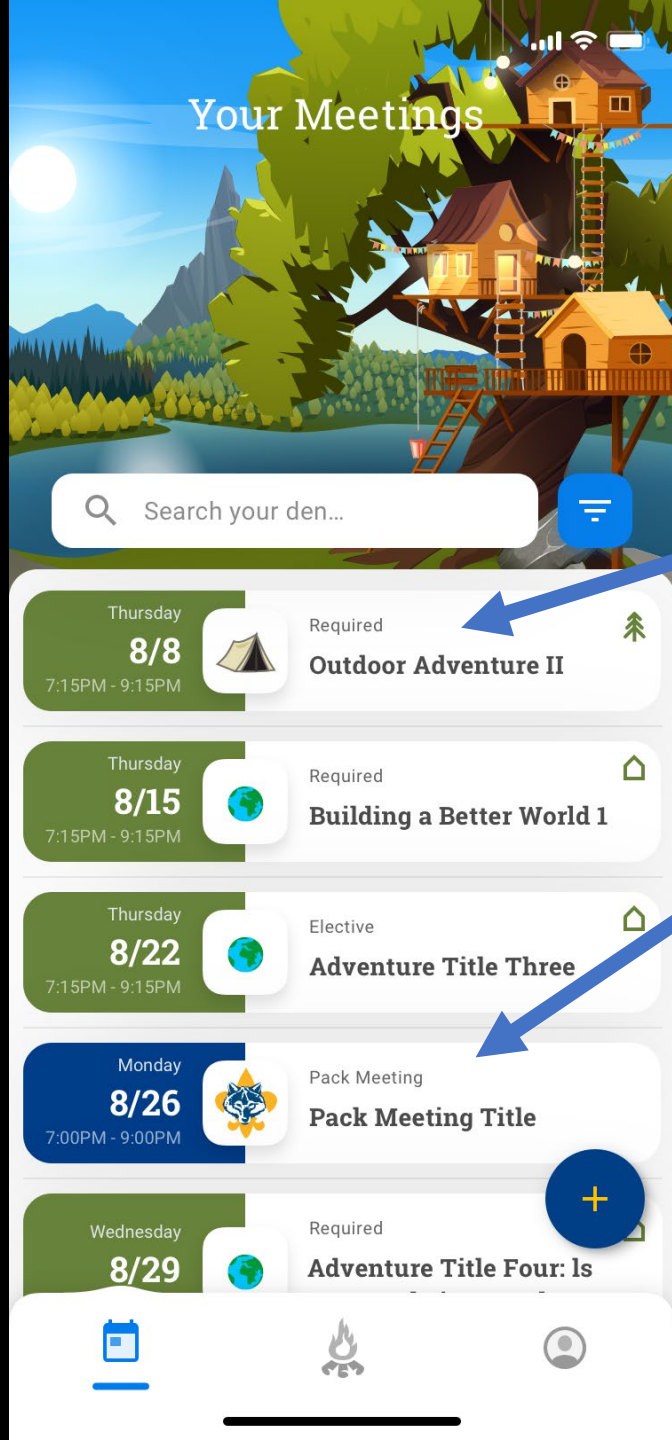 Your Meetings
Search your den...
Thursday
8/8
7:15PM - 9:15PM
Required
Outdoor Adventure II
Thursday
8/15
7:15PM - 9:15PM
Required
Building a Better World 1
Thursday
8/22
7:15PM - 9:15PM
Elective
Adventure Title Three
Monday
8/26
7:00PM - 9:00PM
Pack Meeting
Pack Meeting Title
Wednesday
8/29
Required
Adventure Title Four: ls
+